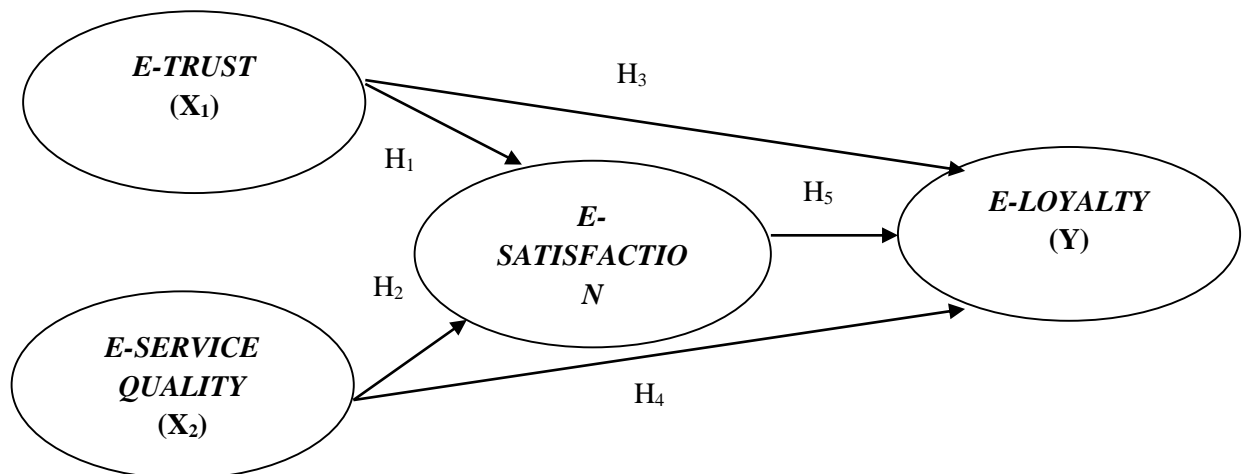 E-TRUST
(X₁)
H₃
H₁
E-
SATISFACTIO
N
H₅
E-LOYALTY
(Y)
H₂
E-SERVICE
QUALITY
(X₂)
H₄